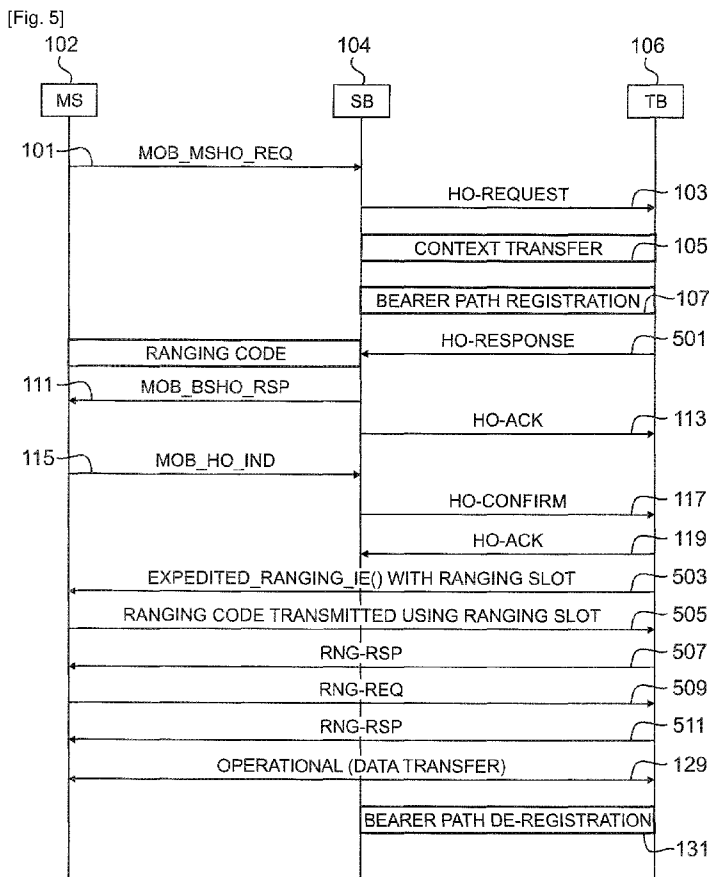 [Fig. 5]
102 104 106
MS SB TB
101 MOB_MSHO_REQ
HO-REQUEST 103
CONTEXT TRANSFER 105
BEARER PATH REGISTRATION 107
RANGING CODE HO-RESPONSE 501
111 MOB_BSHO_RSP
HO-ACK 113
115 MOB_HO_IND
HO-CONFIRM 117
HO-ACK 119
EXPEDITED_RANGING_IE() WITH RANGING SLOT 503
RANGING CODE TRANSMITTED USING RANGING SLOT 505
RNG-RSP 507
RNG-REQ 509
RNG-RSP 511
OPERATIONAL (DATA TRANSFER) 129
BEARER PATH DE-REGISTRATION
131